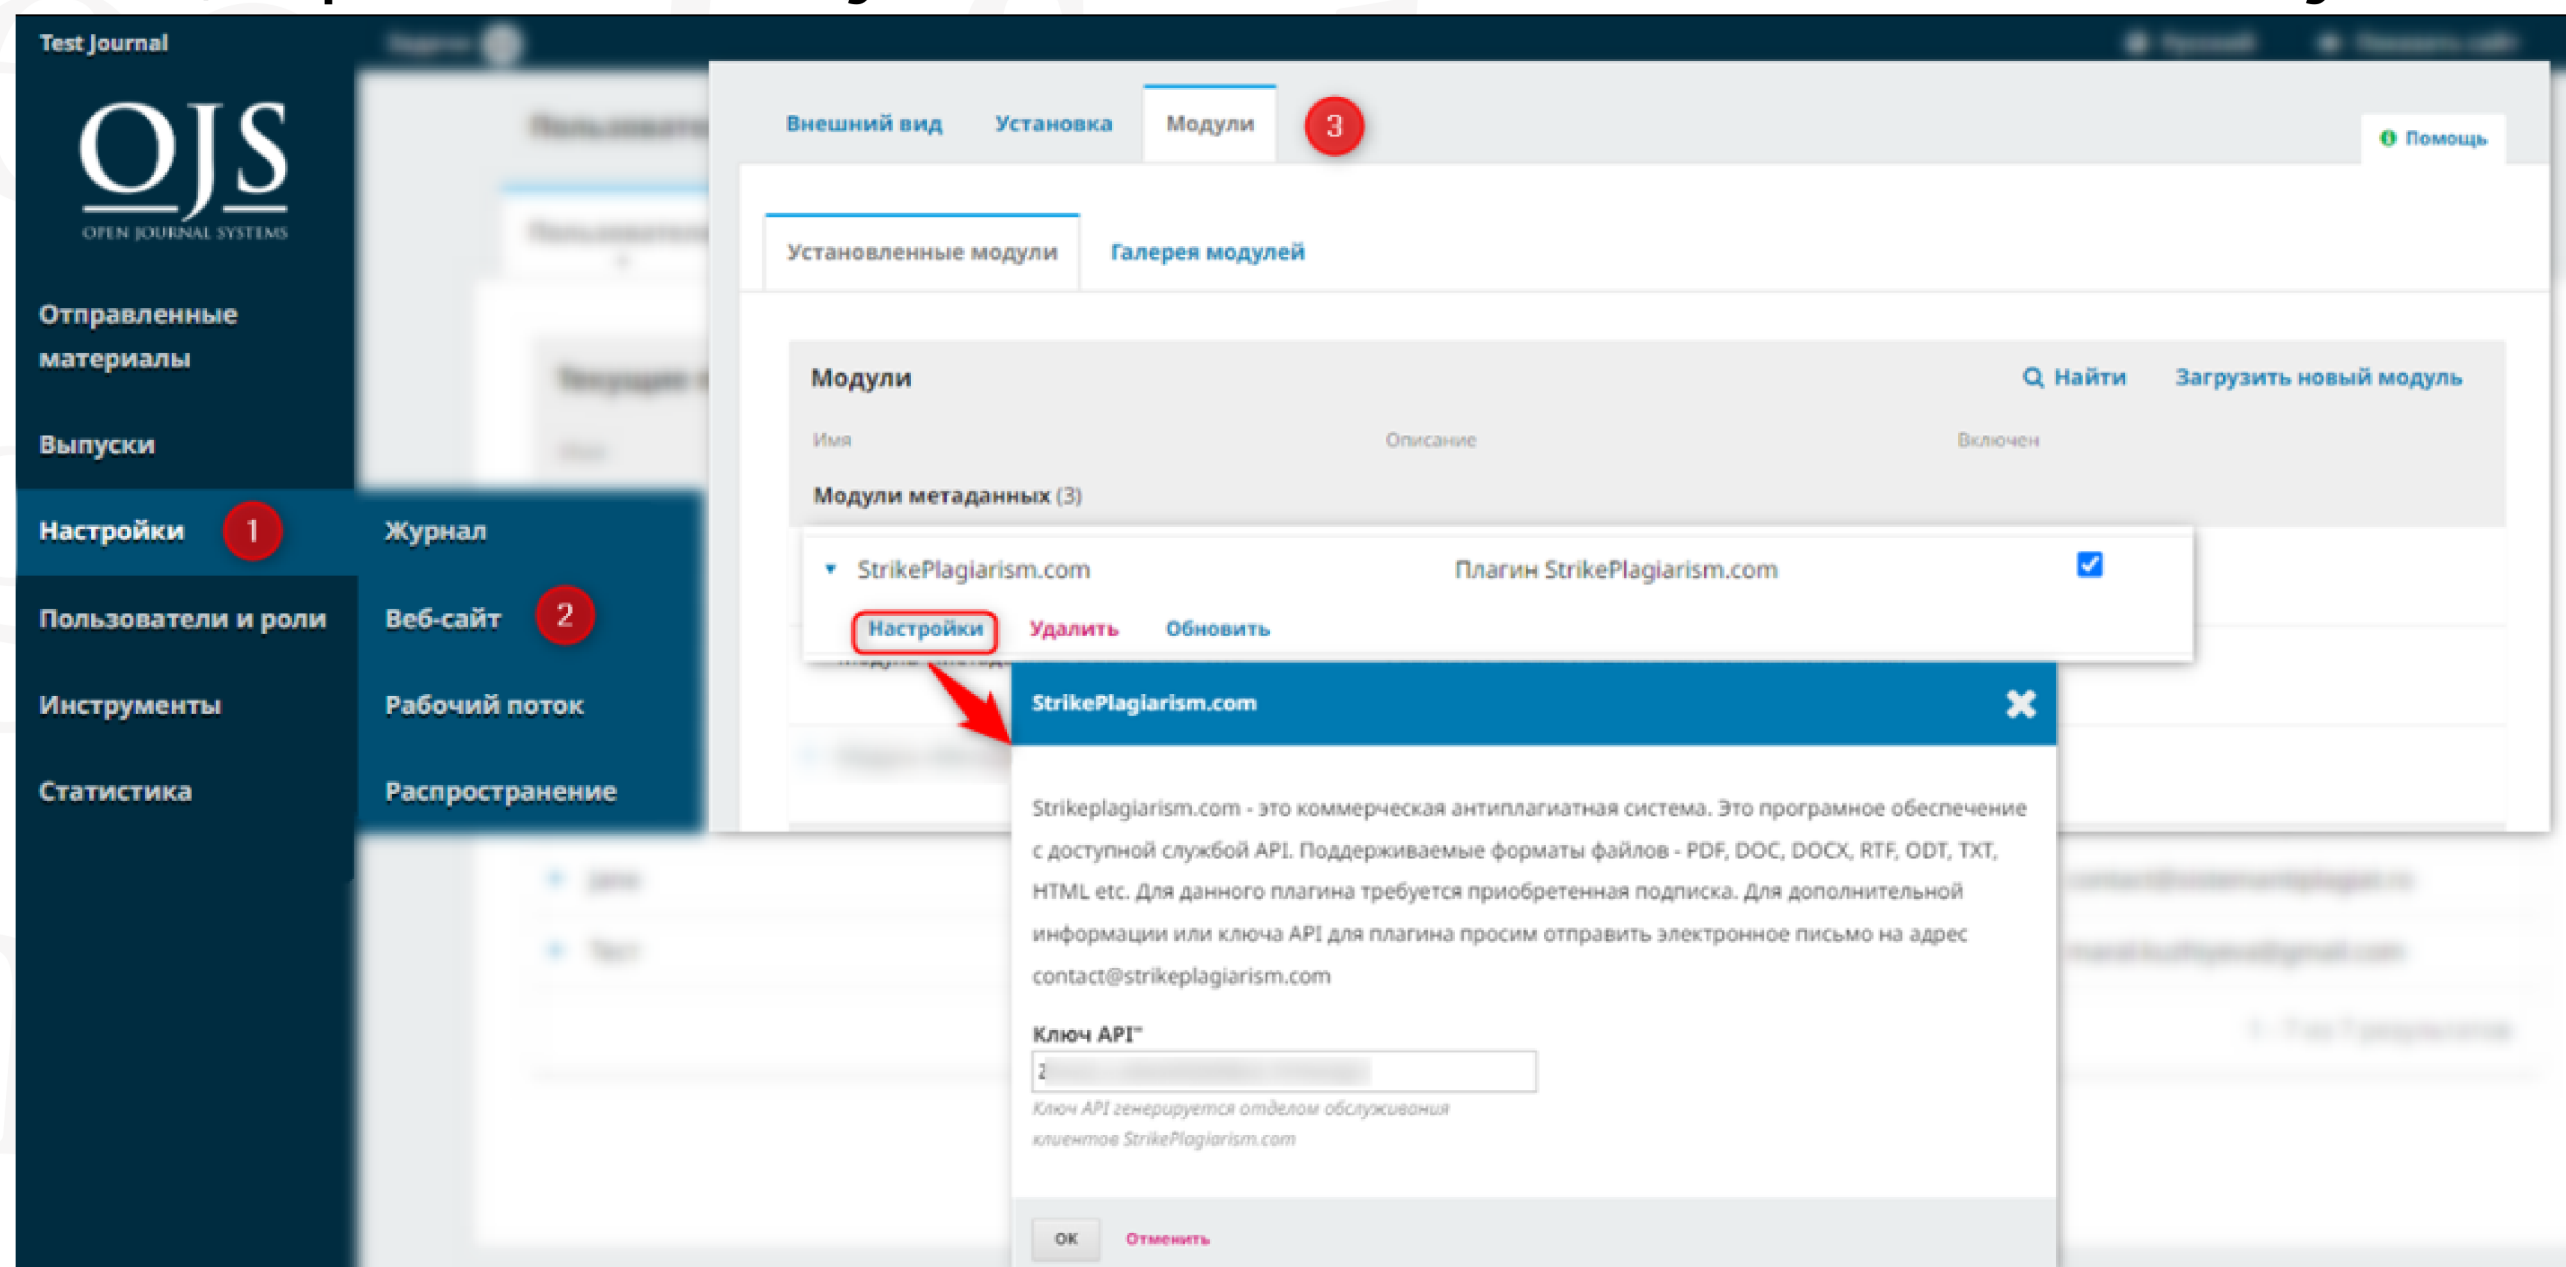 Test Journal
OJS
OPEN JOURNAL SYSTEMS
Отправленные
материалы
Выпуски
Настройки 1
Пользователи и роли
Инструменты
Статистика
Журнал
Веб-сайт 2
Рабочий поток
Распространение
Внешний вид Установка Модули 3
Помощь
Установленные модули Галерея модулей
Модули Найти Загрузить новый модуль
Имя Описание Включен
Модули метаданных (3)
StrikePlagiarism.com Плагин StrikePlagiarism.com
Настройки Удалить Обновить
StrikePlagiarism.com
Strikeplagiarism.com - это коммерческая антиплагиатная система. Это програмное обеспечение
с доступной службой API. Поддерживаемые форматы файлов - PDF, DOC, DOCX, RTF, ODT, TXT,
HTML etc. Для данного плагина требуется приобретенная подписка. Для дополнительной
информации или ключа API для плагина просим отправить электронное письмо на адрес
contact@strikeplagiarism.com
Ключ API
Ключ API генерируется отделом обслуживания
клиентов StrikePlagiarism.com
ОК Отменить